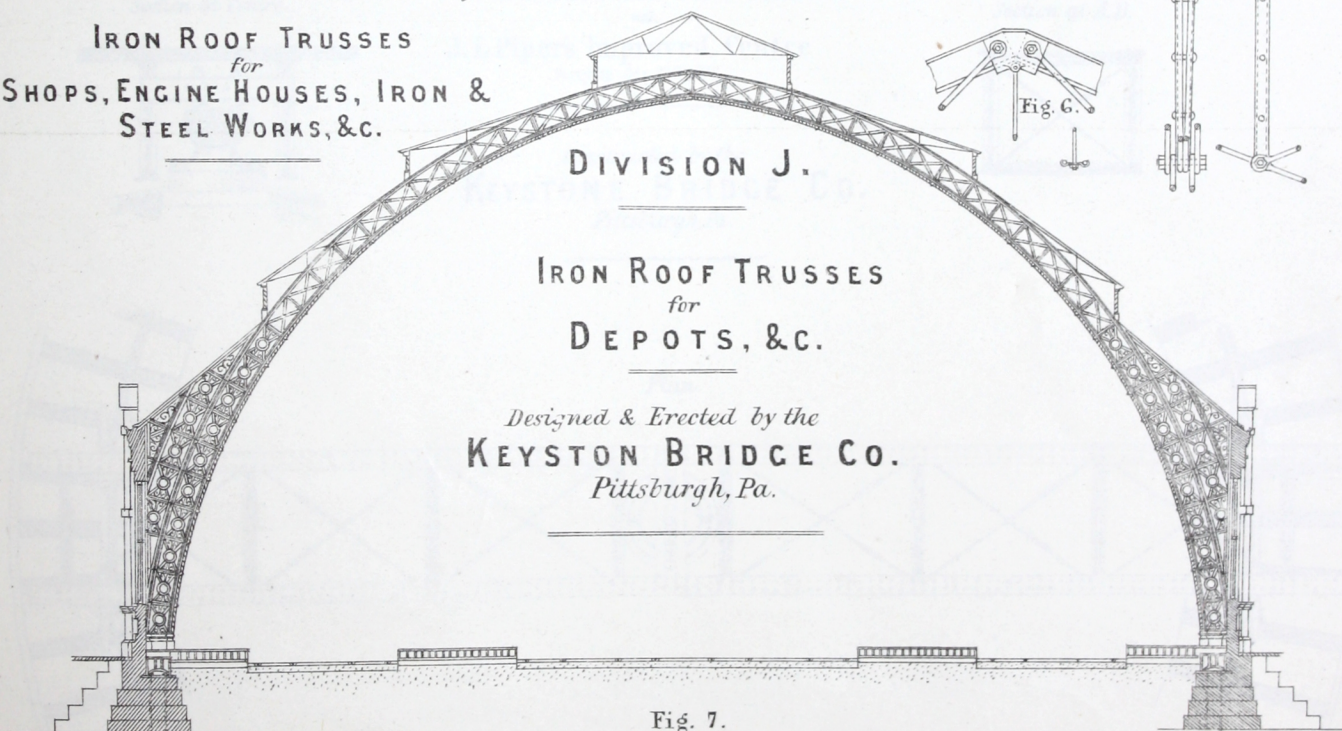 IRON ROOF TRUSSES
for
SHOPS, ENGINE HOUSES, IRON &
STEEL WORKS, &C.
Fig. 6.
DIVISION J.
IRON ROOF TRUSSES
for
DEPOTS, &C.
Designed & Erected by the
KEYSTON BRIDGE CO.
Pittsburgh, Pa.
Fig. 7.